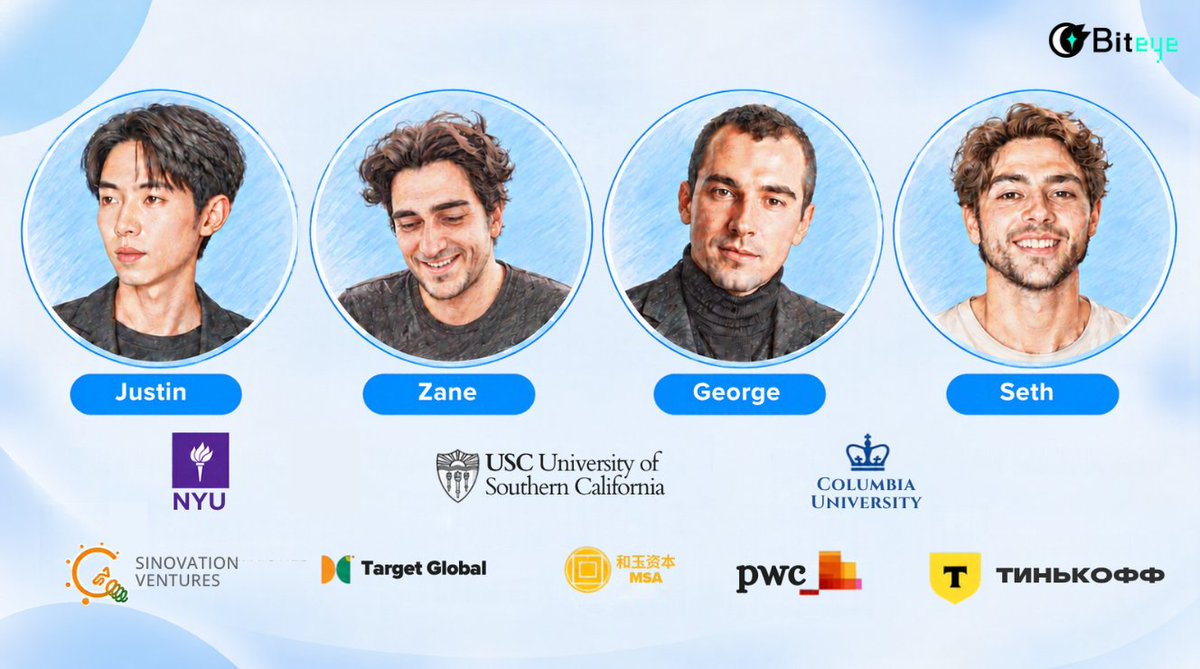 Biteye
Justin
Zane
George
Seth
NYU
USC University of
Southern California
COLUMBIA
UNIVERSITY
SINOVATION
VENTURES
Target Global
和玉资本
MSA
pwc
T
ТИНЬКОФФ